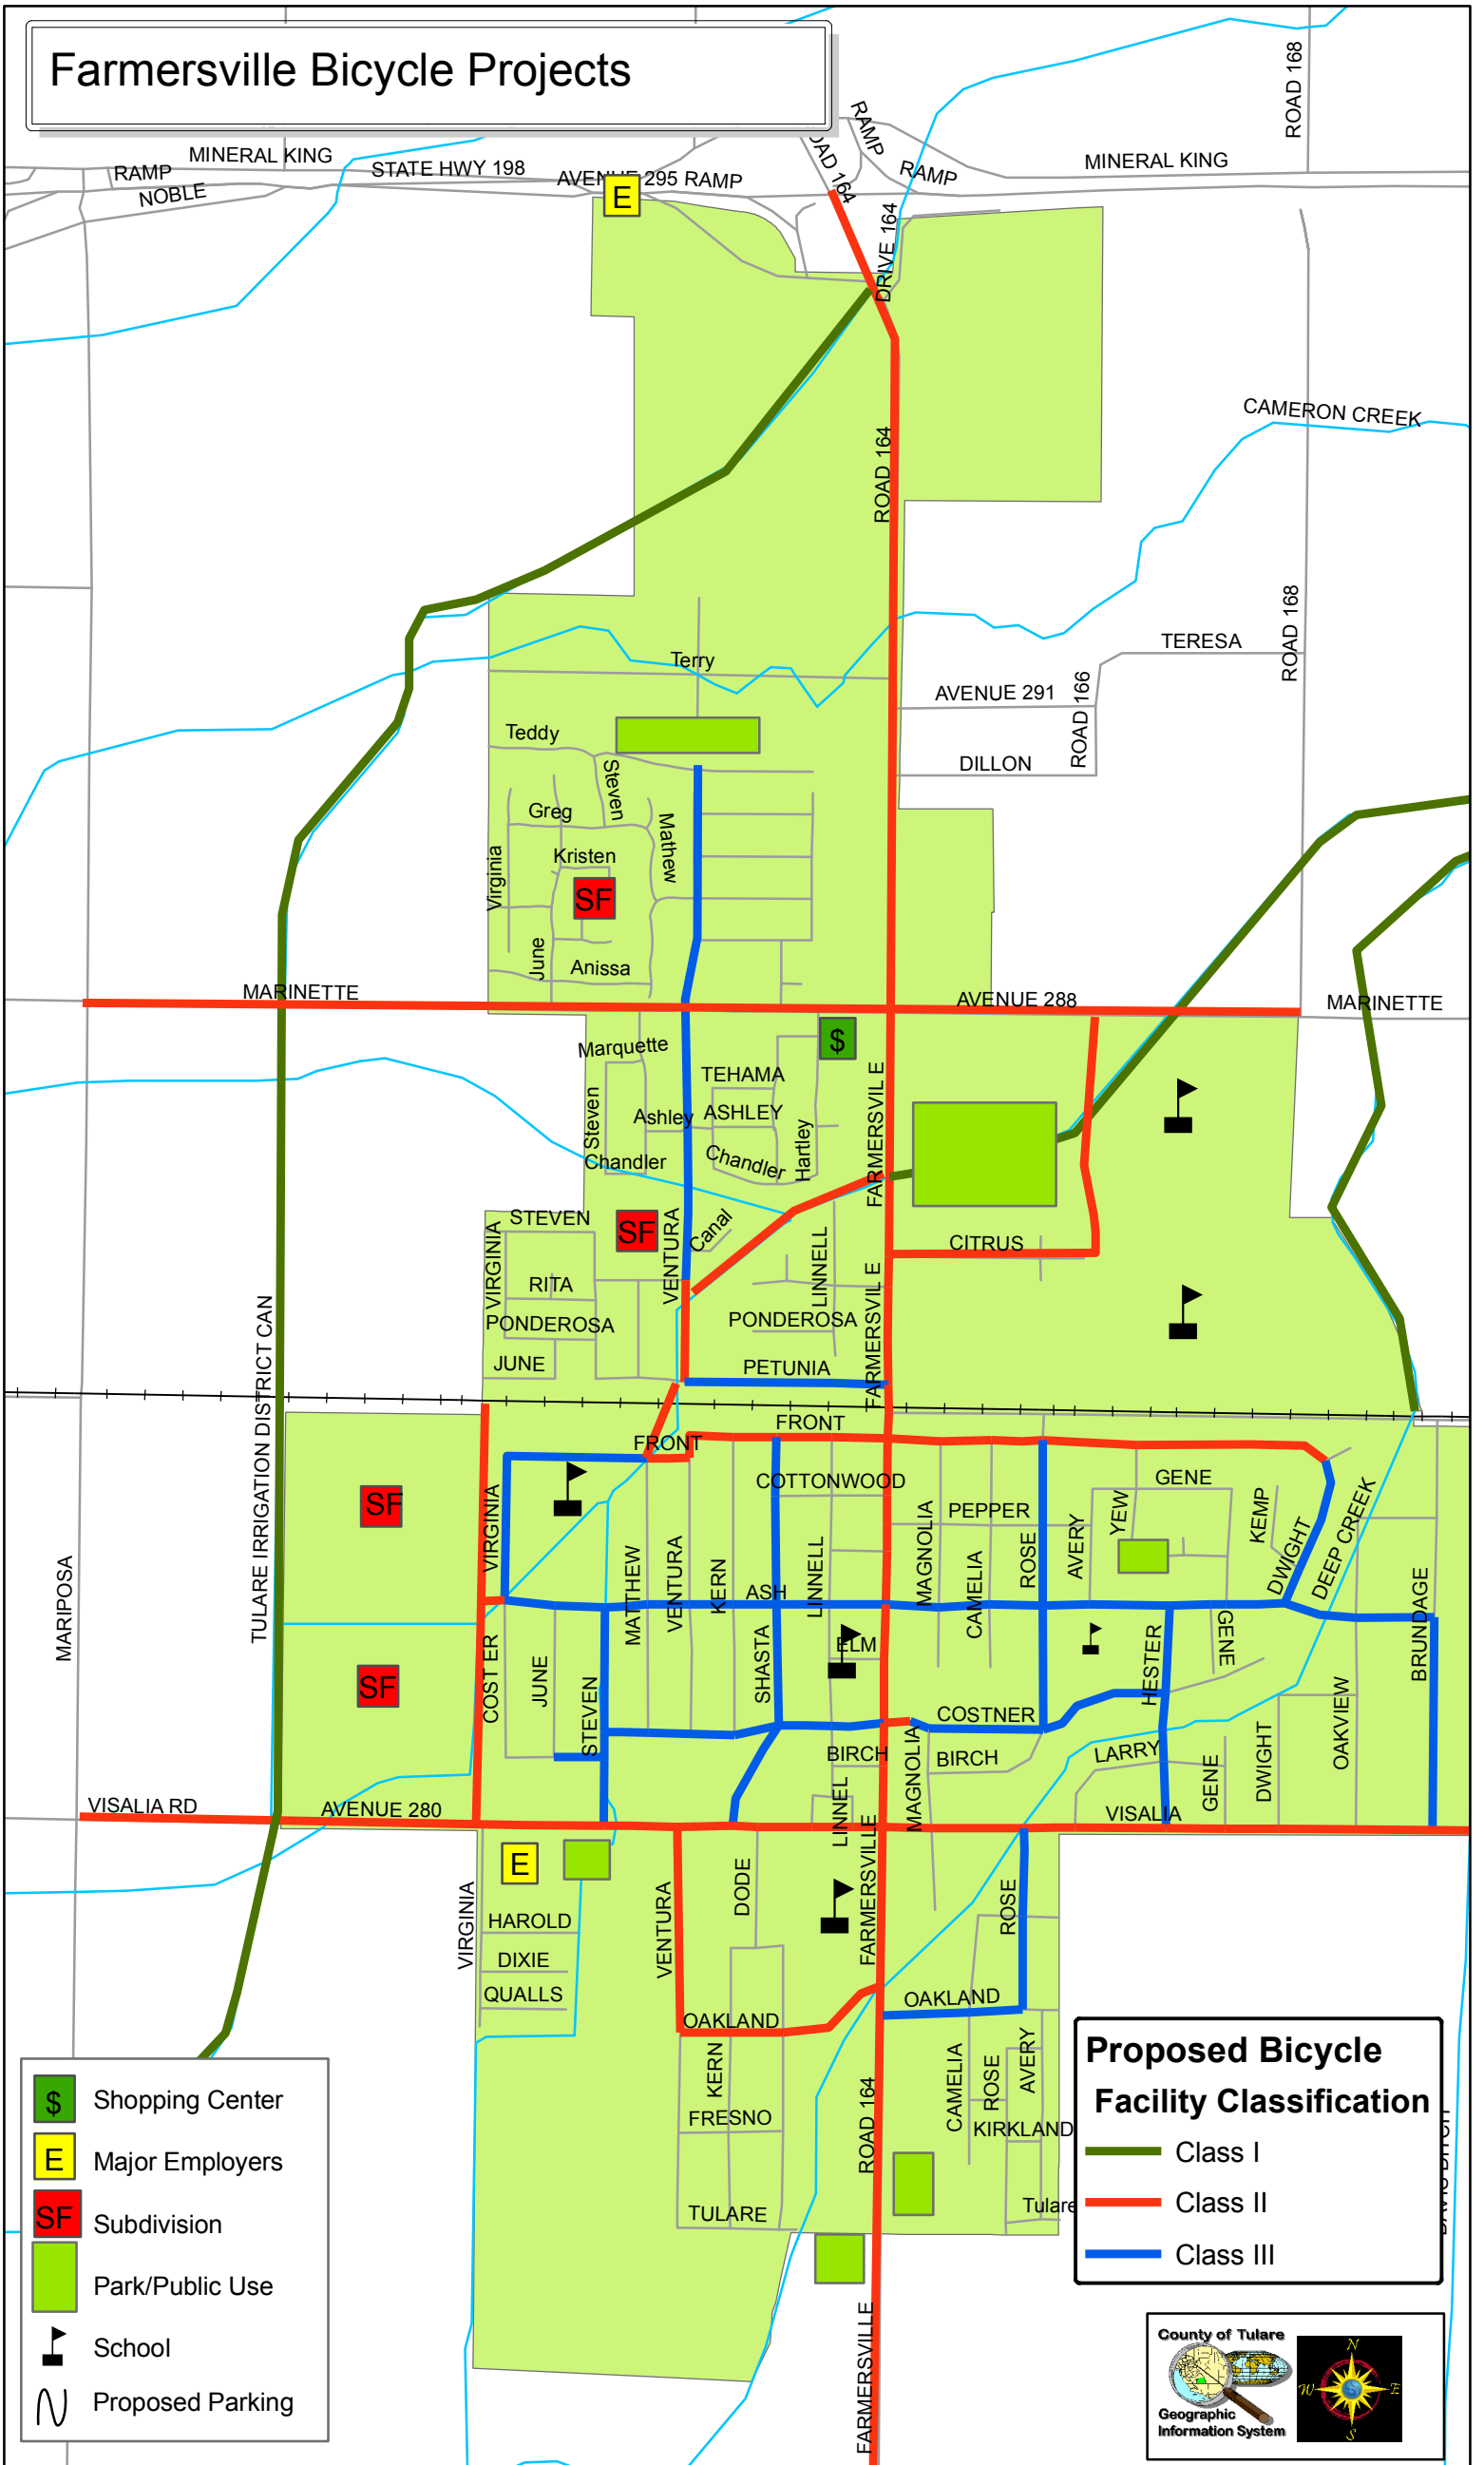 Farmersville Bicycle Projects
ROAD 168
RAMP
MINERAL KING
STATE HWY 198
AVENUE 295 RAMP
RAMP
RAMP
MINERAL KING
NOBLE
E
DRIVE 164
ROAD 164
CAMERON CREEK
ROAD 168
TERESA
Terry
AVENUE 291
ROAD 166
Teddy
DILLON
Steven
Greg
Mathew
Kristen
Virginia
SF
June
Anissa
MARINETTE
AVENUE 288
MARINETTE
$
Marquette
TEHAMA
Steven
Ashley
ASHLEY
FARMERSVIL E
Chandler
Chandler
Hartley
STEVEN
SF
VENTURA
Canal
VIRGINIA
LINNELL
CITRUS
RITA
PONDEROSA
PONDEROSA
FARMERSVIL E
JUNE
PETUNIA
TULARE IRRIGATION DISTRICT CAN
FRONT
FRONT
COTTONWOOD
GENE
SF
VIRGINIA
PEPPER
MAGNOLIA
YEW
KEMP
MATTHEW
VENTURA
KERN
LINNELL
CAMELIA
ROSE
AVERY
DWIGHT
DEEP CREEK
ASH
MARIPOSA
BRUNDAGE
COST ER
JUNE
STEVEN
SHASTA
ELM
HESTER
GENE
SF
COSTNER
OAKVIEW
BIRCH
MAGNOLIA
BIRCH
LARRY
GENE
DWIGHT
VISALIA RD
AVENUE 280
LINNEL
VISALIA
E
VIRGINIA
HAROLD
VENTURA
DODE
FARMERSVILLE
ROSE
DIXIE
QUALLS
OAKLAND
OAKLAND
KERN
CAMELIA
ROSE
AVERY
FRESNO
ROAD 164
KIRKLAND
TULARE
Tulare
FARMERSVILLE
$ Shopping Center
E Major Employers
SF Subdivision
Park/Public Use
School
Proposed Parking
Proposed Bicycle
Facility Classification
Class I
Class II
Class III
County of Tulare
Geographic
Information System
N
W
E
S